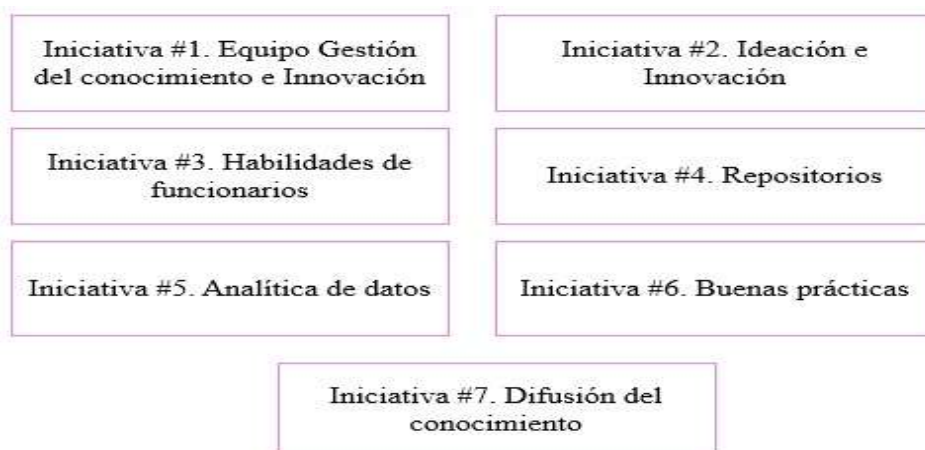 Iniciativa #1. Equipo Gestión
del conocimiento e Innovación
Iniciativa #2. Ideación e
Innovación
Iniciativa #3. Habilidades de
funcionarios
Iniciativa #4. Repositorios
Iniciativa #5. Analítica de datos
Iniciativa #6. Buenas prácticas
Iniciativa #7. Difusión del
conocimiento